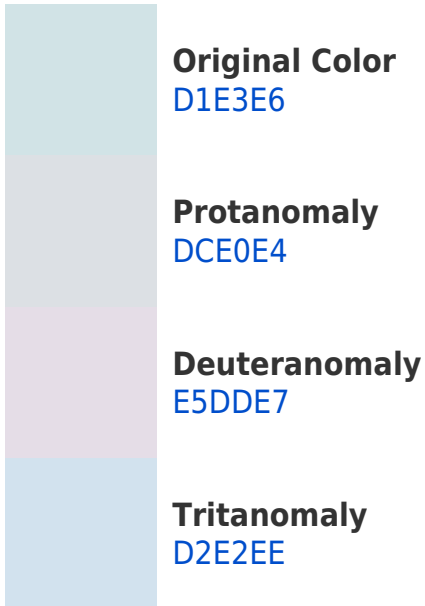 Original Color
D1E3E6
Protanomaly
DCE0E4
Deuteranomaly
E5DDE7
Tritanomaly
D2E2EE